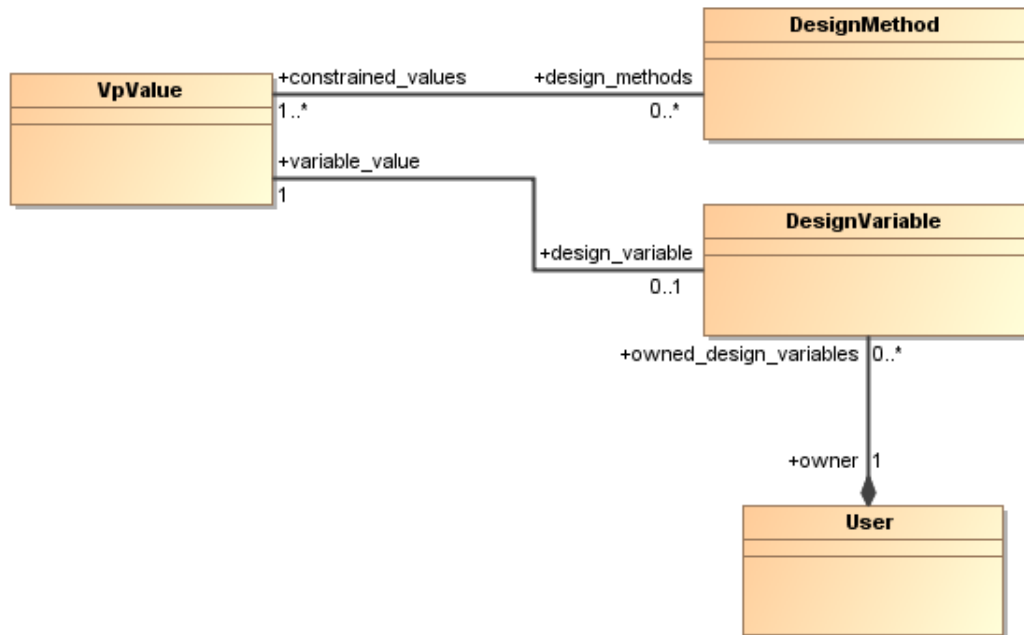 DesignMethod
VpValue
+constrained_values
+design_methods
1..*
0..*
+variable_value
1
DesignVariable
+design_variable
0..1
+owned_design_variables
0..*
+owner
1
User